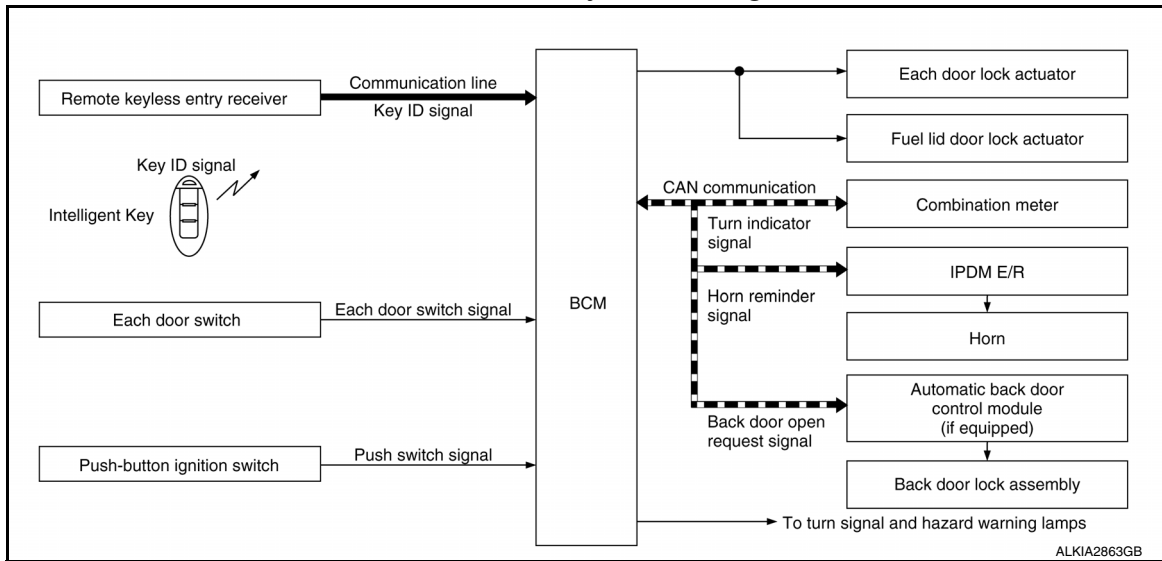 Remote keyless entry receiver
Communication line
Key ID signal
Key ID signal
Intelligent Key
Each door switch
Each door switch signal
Push-button ignition switch
Push switch signal
BCM
Each door lock actuator
Fuel lid door lock actuator
CAN communication
Combination meter
Turn indicator
signal
IPDM E/R
Horn reminder
signal
Horn
Automatic back door
control module
(if equipped)
Back door open
request signal
Back door lock assembly
To turn signal and hazard warning lamps
ALKIA2863GB